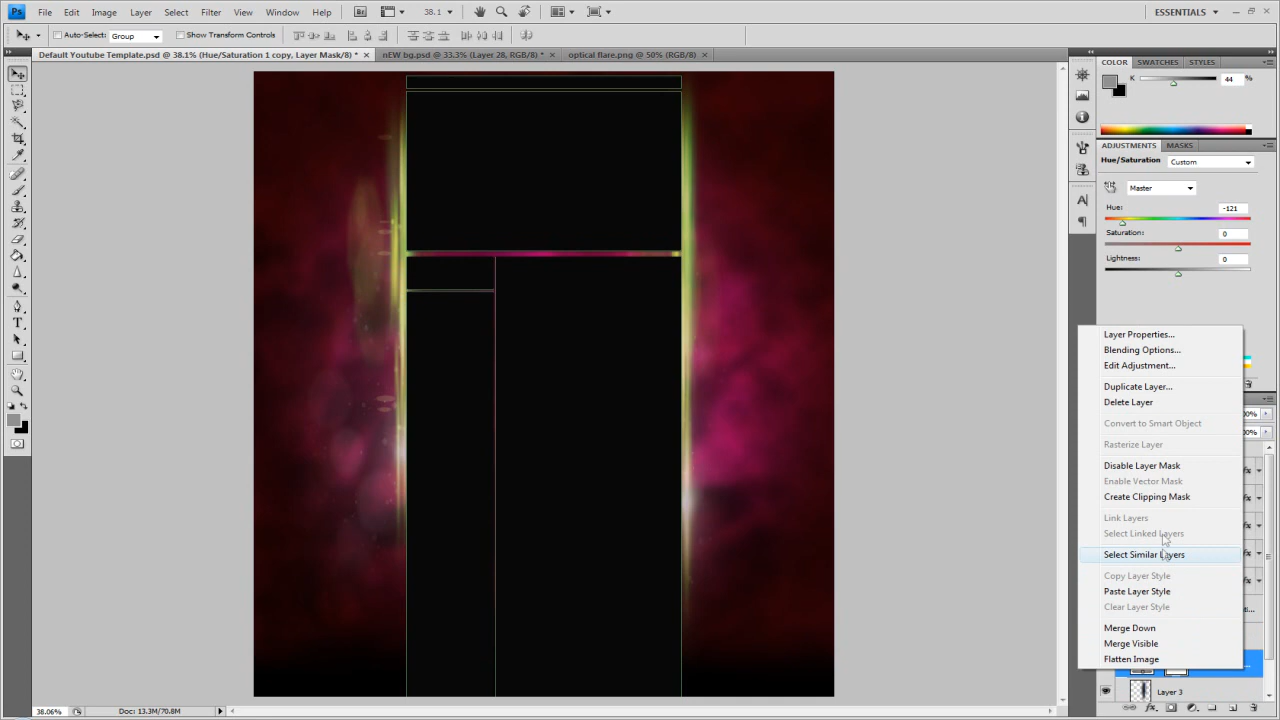 Ps File Edit Image Layer Select Filter View Window Help Br 38.1 ESSENTIALS
Auto-Select: Group Show Transform Controls
Default Youtube Template.psd @ 38.1% (Hue/Saturation 1 copy, Layer Mask/8) * × nEW bg.psd @ 33.3% (Layer 28, RGB/8) * × optical flare.png @ 50% (RGB/8) ×
COLOR SWATCHES STYLES
K 44 %
ADJUSTMENTS MASKS
Hue/Saturation Custom
Master
Hue: -121
Saturation: 0
Lightness: 0
Layer Properties...
Blending Options...
Edit Adjustment...
Duplicate Layer...
Delete Layer
Convert to Smart Object
Rasterize Layer
Disable Layer Mask
Enable Vector Mask
Create Clipping Mask
Link Layers
Select Linked Layers
Select Similar Layers
Copy Layer Style
Paste Layer Style
Clear Layer Style
Merge Down
Merge Visible
Flatten Image
Layer 3
38.06% Doc: 13.3M/70.8M